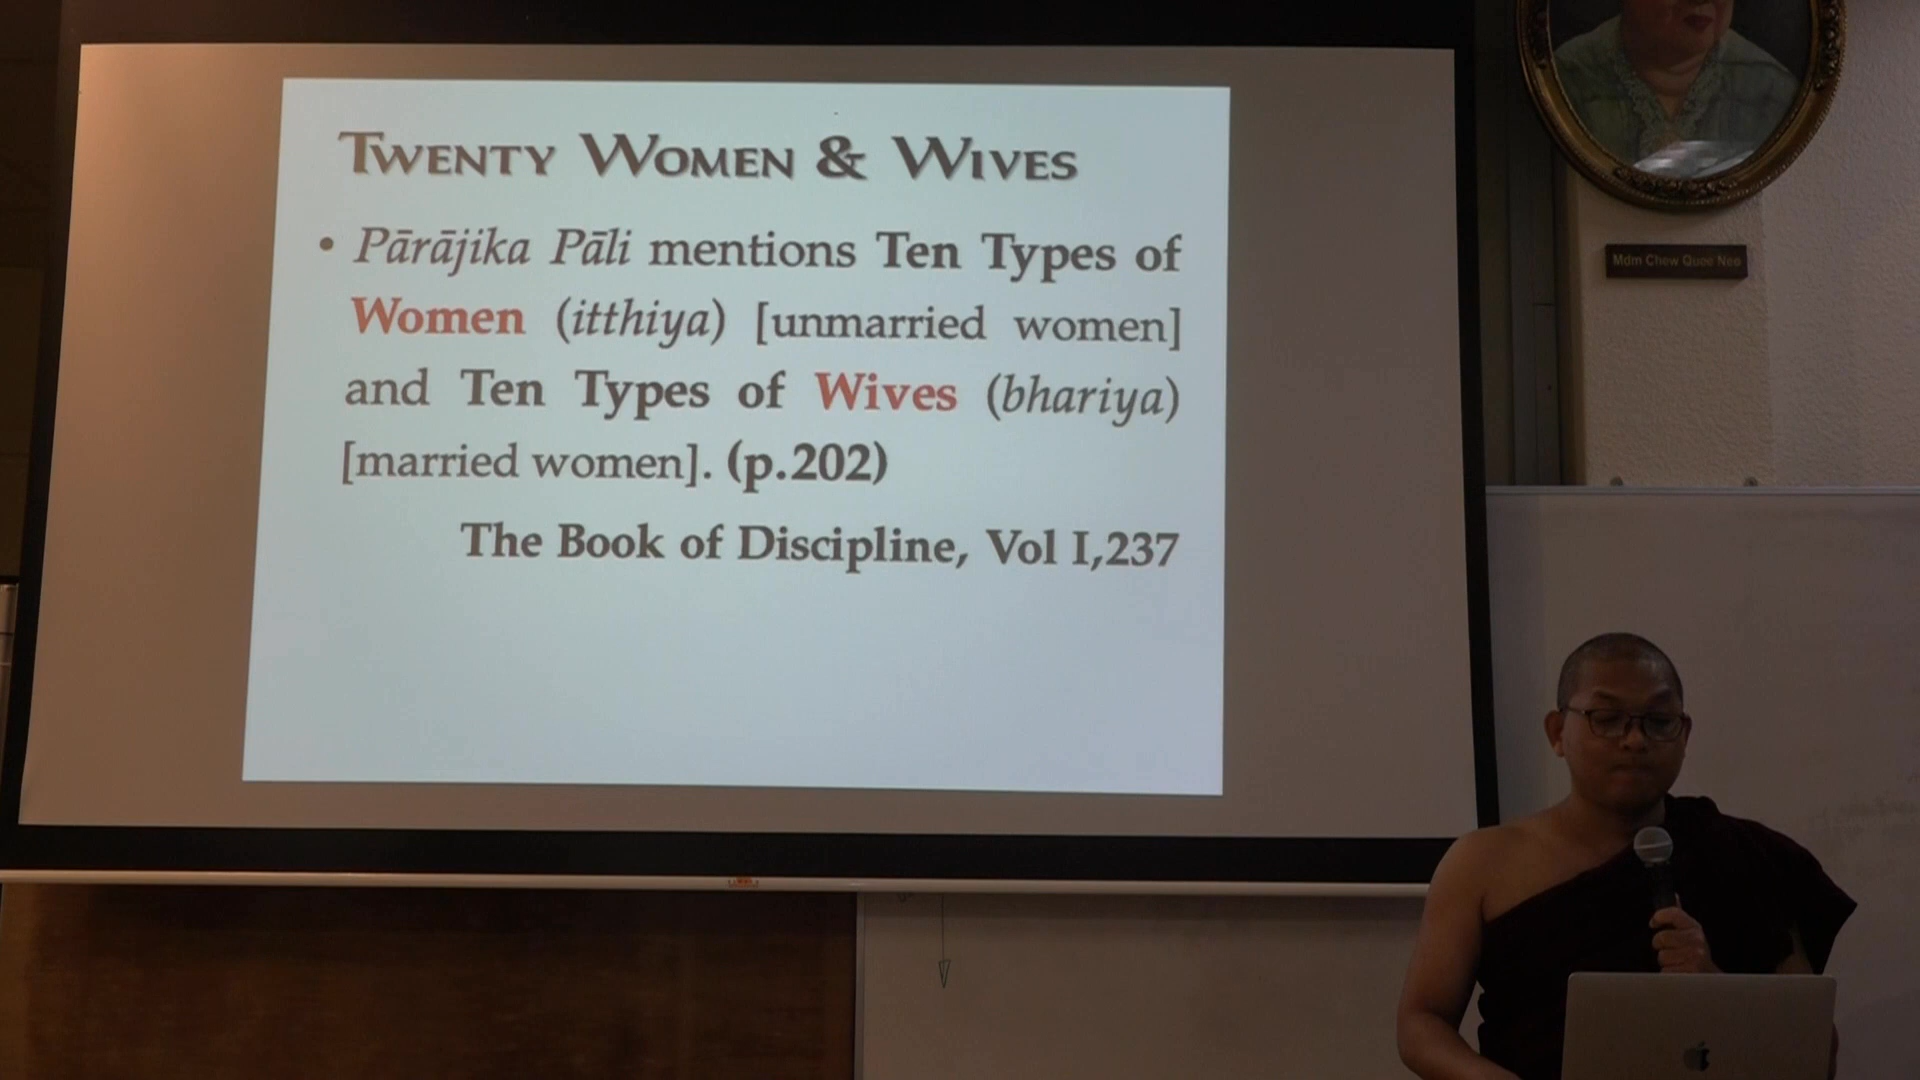 Twenty Women & Wives
• Pārājika Pāli mentions Ten Types of
Women (itthiya) [unmarried women]
and Ten Types of Wives (bhariya)
[married women]. (p.202)
The Book of Discipline, Vol I,237
Mdm Chew Quee Neo